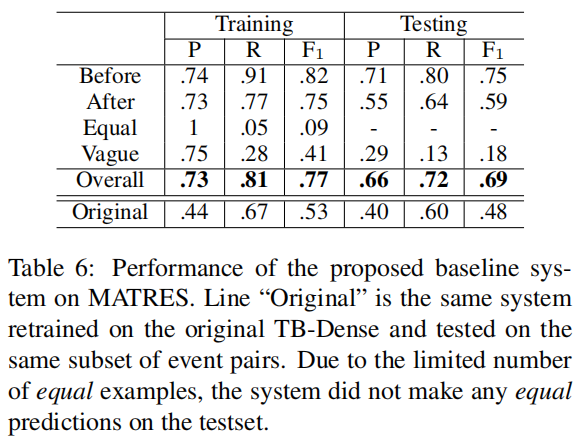 Training Testing
P R F1 P R F1
Before .74 .91 .82 .71 .80 .75
After .73 .77 .75 .55 .64 .59
Equal 1 .05 .09 - - -
Vague .75 .28 .41 .29 .13 .18
Overall .73 .81 .77 .66 .72 .69
Original .44 .67 .53 .40 .60 .48
Table 6: Performance of the proposed baseline sys-
tem on MATRES. Line “Original” is the same system
retrained on the original TB-Dense and tested on the
same subset of event pairs. Due to the limited number
of equal examples, the system did not make any equal
predictions on the testset.